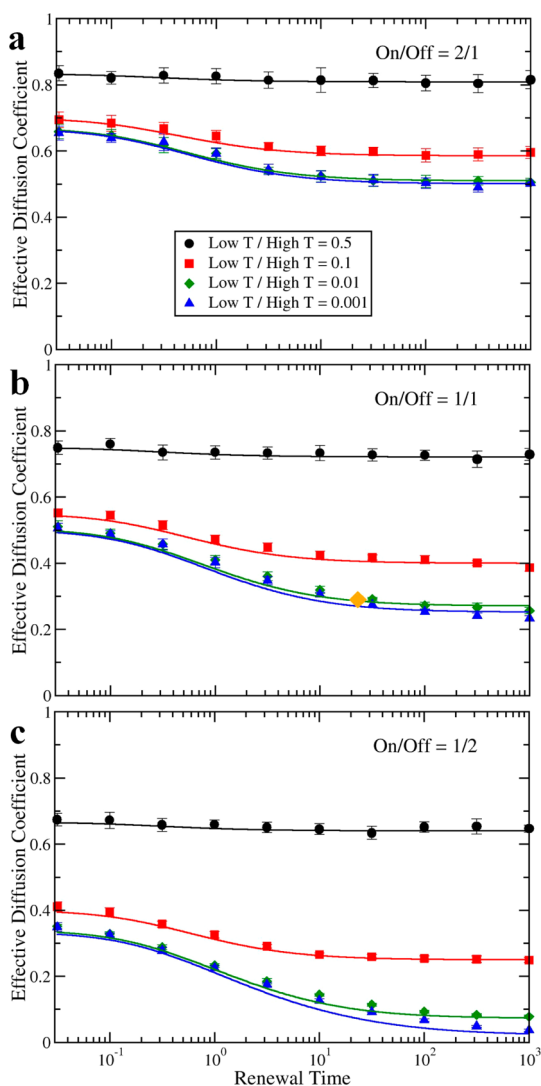 a
On/Off = 2/1
Effective Diffusion Coefficient
1
0.8
0.6
0.4
0.2
0
Low T / High T = 0.5
Low T / High T = 0.1
Low T / High T = 0.01
Low T / High T = 0.001
b
On/Off = 1/1
Effective Diffusion Coefficient
1
0.8
0.6
0.4
0.2
0
c
On/Off = 1/2
Effective Diffusion Coefficient
1
0.8
0.6
0.4
0.2
0
10⁻¹ 10⁰ 10¹ 10² 10³
Renewal Time